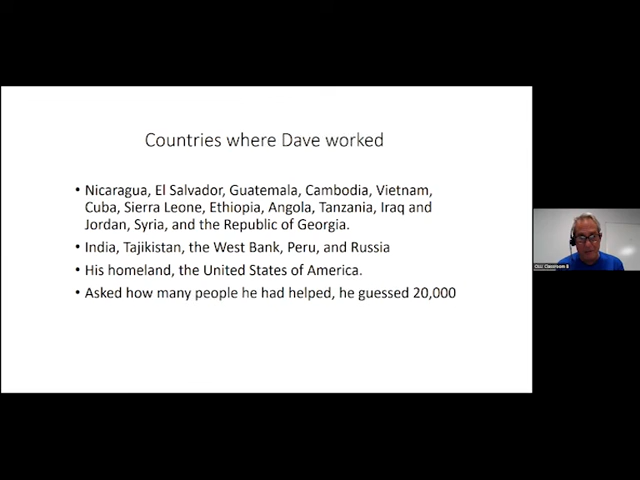 Countries where Dave worked
• Nicaragua, El Salvador, Guatemala, Cambodia, Vietnam,
Cuba, Sierra Leone, Ethiopia, Angola, Tanzania, Iraq and
Jordan, Syria, and the Republic of Georgia.
• India, Tajikistan, the West Bank, Peru, and Russia
• His homeland, the United States of America.
• Asked how many people he had helped, he guessed 20,000